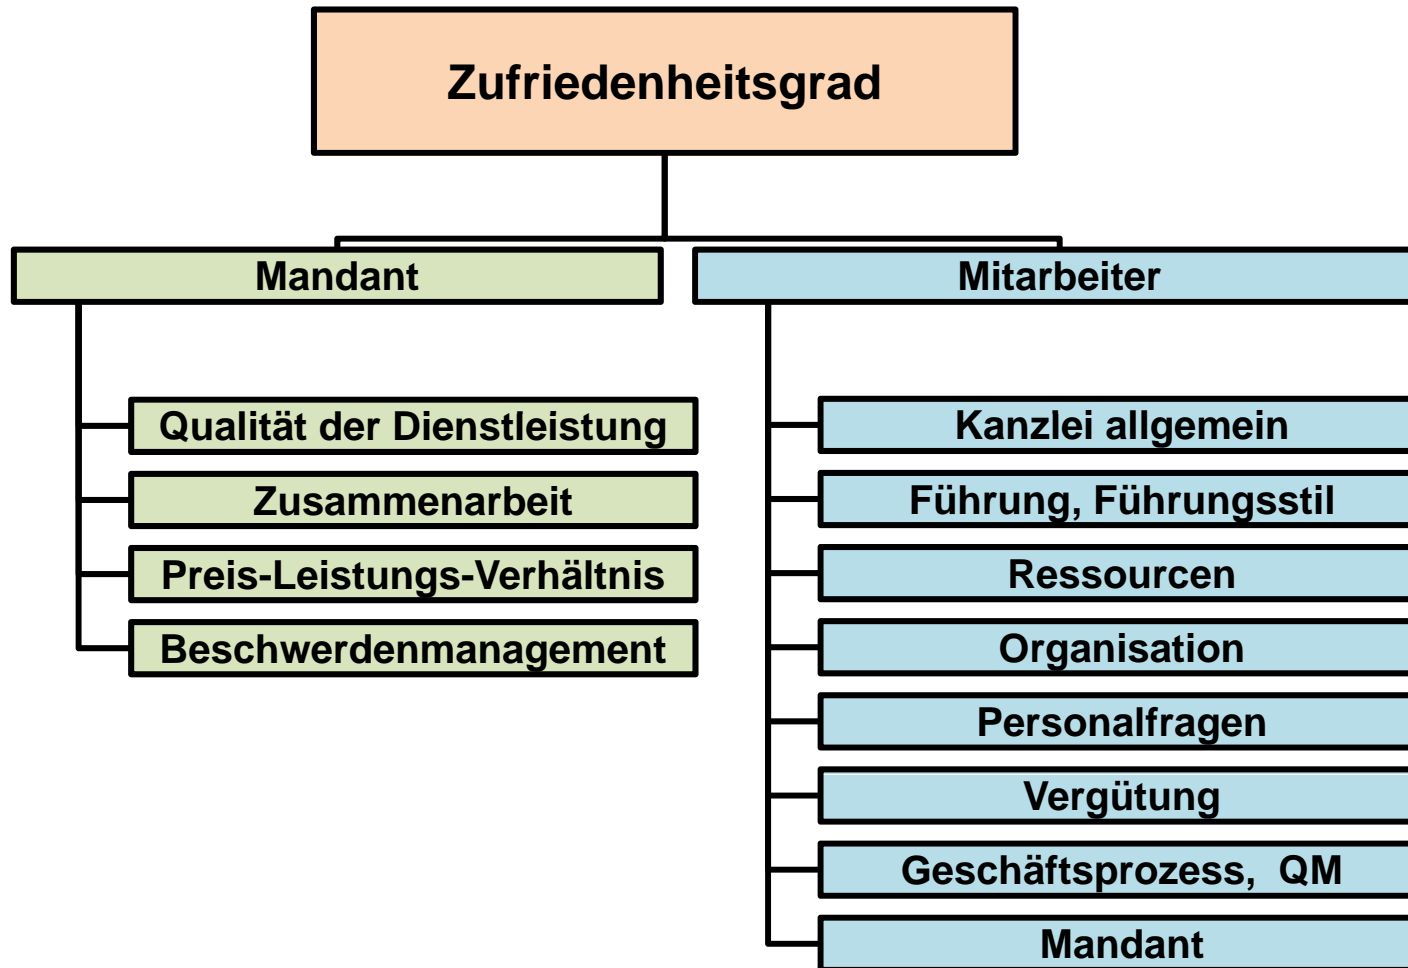 Zufriedenheitsgrad
Mandant
Mitarbeiter
Qualität der Dienstleistung
Zusammenarbeit
Preis-Leistungs-Verhältnis
Beschwerdenmanagement
Kanzlei allgemein
Führung, Führungsstil
Ressourcen
Organisation
Personalfragen
Vergütung
Geschäftsprozess, QM
Mandant